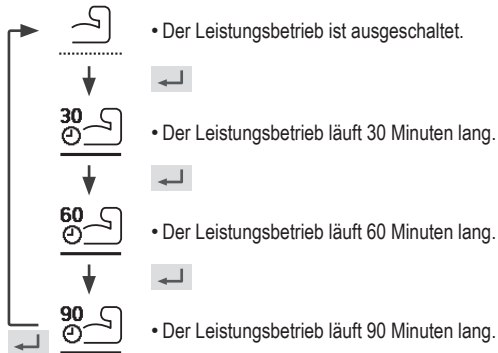 • Der Leistungsbetrieb ist ausgeschaltet.
30
• Der Leistungsbetrieb läuft 30 Minuten lang.
60
• Der Leistungsbetrieb läuft 60 Minuten lang.
90
• Der Leistungsbetrieb läuft 90 Minuten lang.